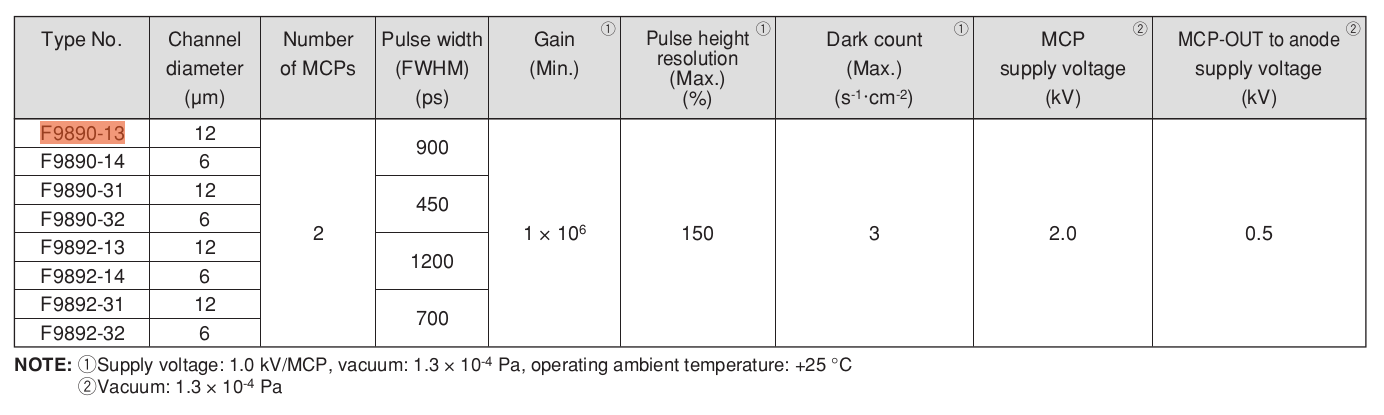 Type No. Channel diameter (µm) Number of MCPs Pulse width (FWHM) (ps) Gain ① (Min.) Pulse height ① resolution (Max.) (%) Dark count ① (Max.) (s-1·cm-2) MCP ② supply voltage (kV) MCP-OUT to anode ② supply voltage (kV)
F9890-13 12 2 900 1 × 10⁶ 150 3 2.0 0.5
F9890-14 6
F9890-31 12 450
F9890-32 6
F9892-13 12 1200
F9892-14 6
F9892-31 12 700
F9892-32 6
NOTE: ①Supply voltage: 1.0 kV/MCP, vacuum: 1.3 × 10-4 Pa, operating ambient temperature: +25 °C
②Vacuum: 1.3 × 10-4 Pa